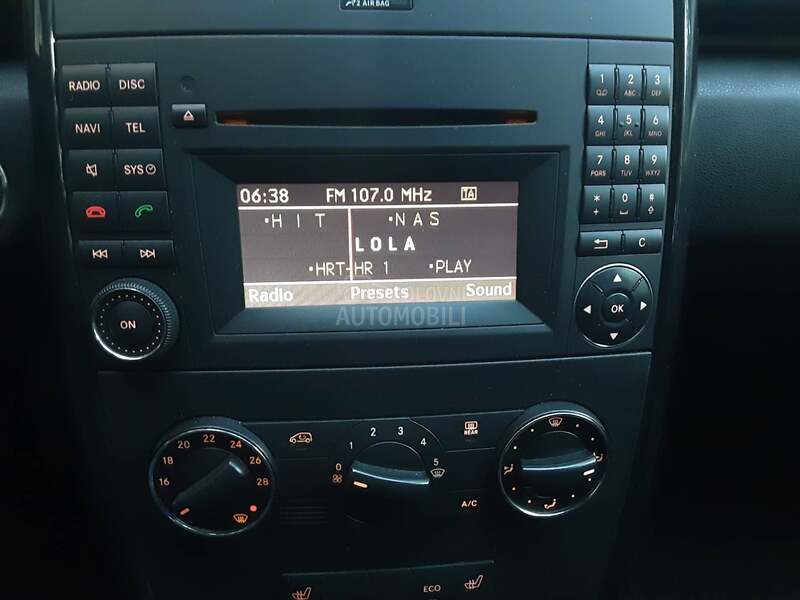 2 AIRBAG
RADIO DISC
NAVI TEL
SYS
ON
06:38 FM 107.0 MHz TA
•HIT •NAS
LOLA
•HRT-HR 1 •PLAY
Radio Presets Sound
POLOVNI
AUTOMOBILI
1 2 3
ABC DEF
4 5 6
GHI JKL MNO
7 8 9
PQRS TUV WXYZ
* 0 #
+
C
OK
16 18 20 22 24 26 28
0 1 2 3 4 5
REAR
A/C
ECO